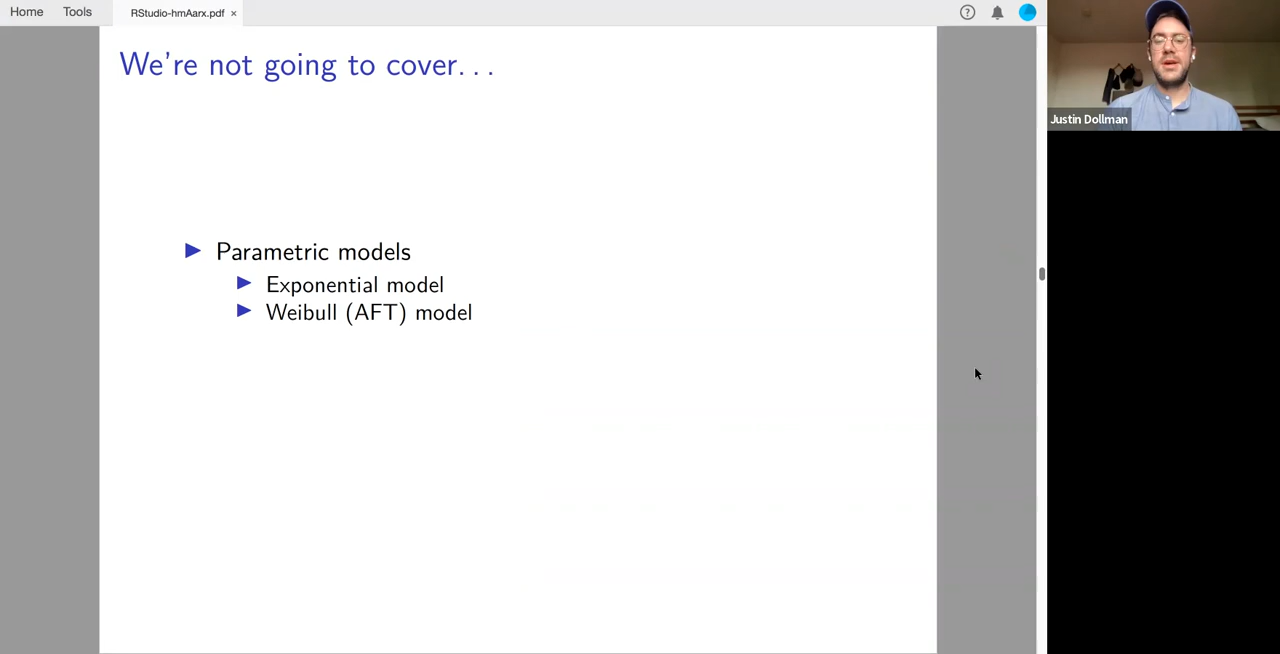 Home Tools RStudio-hmAarx.pdf ×
We're not going to cover...
▶ Parametric models
▶ Exponential model
▶ Weibull (AFT) model
Justin Dollman